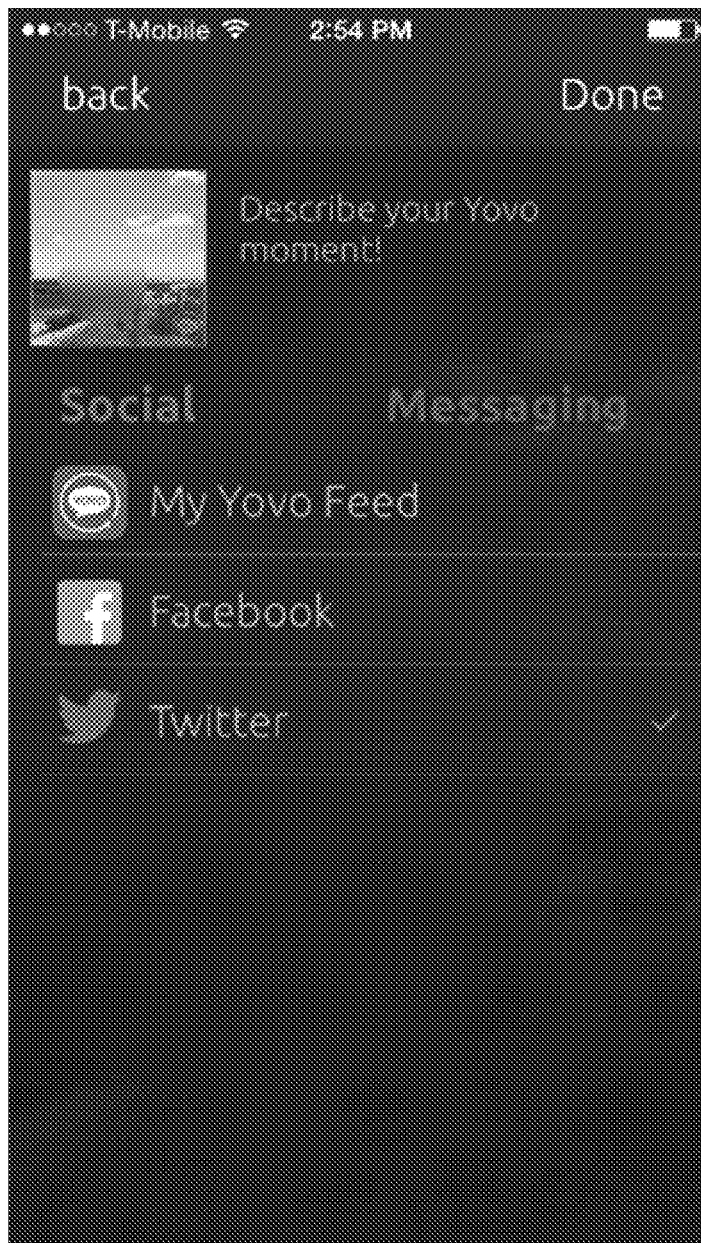 T-Mobile 2:54 PM
back Done
Describe your Yovo
moment!
Social Messaging
My Yovo Feed
Facebook
Twitter